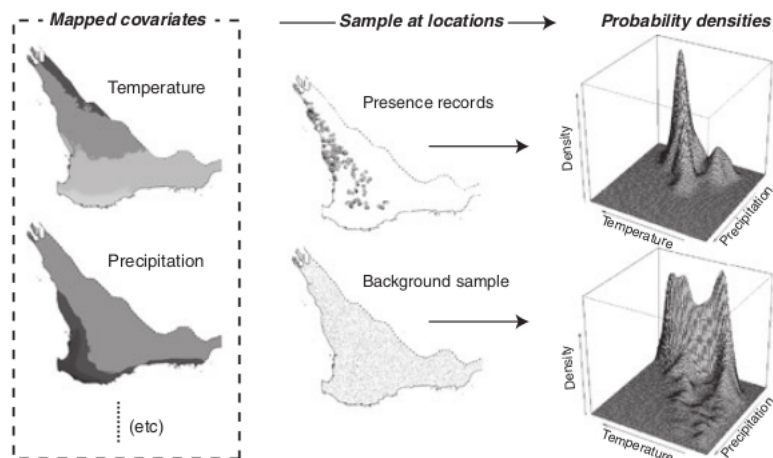 Mapped covariates
Sample at locations
Probability densities
Temperature
Presence records
Density
Temperature
Precipitation
Precipitation
Background sample
Density
Temperature
Precipitation
(etc)